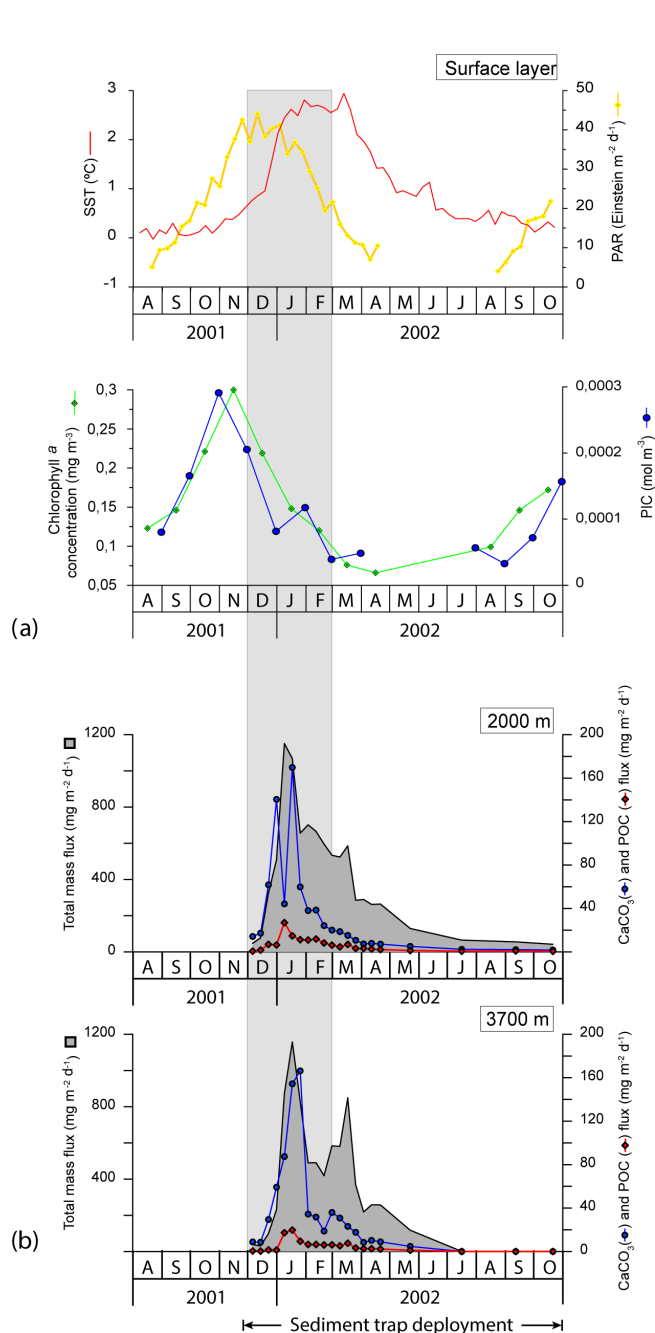 Surface layer
3
2
1
0
-1
SST (ºC)
50
40
30
20
10
0
PAR (Einstein m-2 d-1)
A S O N D J F M A M J J A S O
2001 2002
0,3
0,25
0,2
0,15
0,1
0,05
Chlorophyll a
concentration (mg m-3)
0,0003
0,0002
0,0001
0
PIC (mol m-3)
A S O N D J F M A M J J A S O
2001 2002
(a)
2000 m
1200
800
400
0
Total mass flux (mg m-2 d-1)
200
160
120
80
40
0
CaCO3(•) and POC (•) flux (mg m-2 d-1)
A S O N D J F M A M J J A S O
2001 2002
3700 m
1200
800
400
Total mass flux (mg m-2 d-1)
200
160
120
80
40
0
CaCO3(•) and POC (•) flux (mg m-2 d-1)
(b)
A S O N D J F M A M J J A S O
2001 2002
Sediment trap deployment